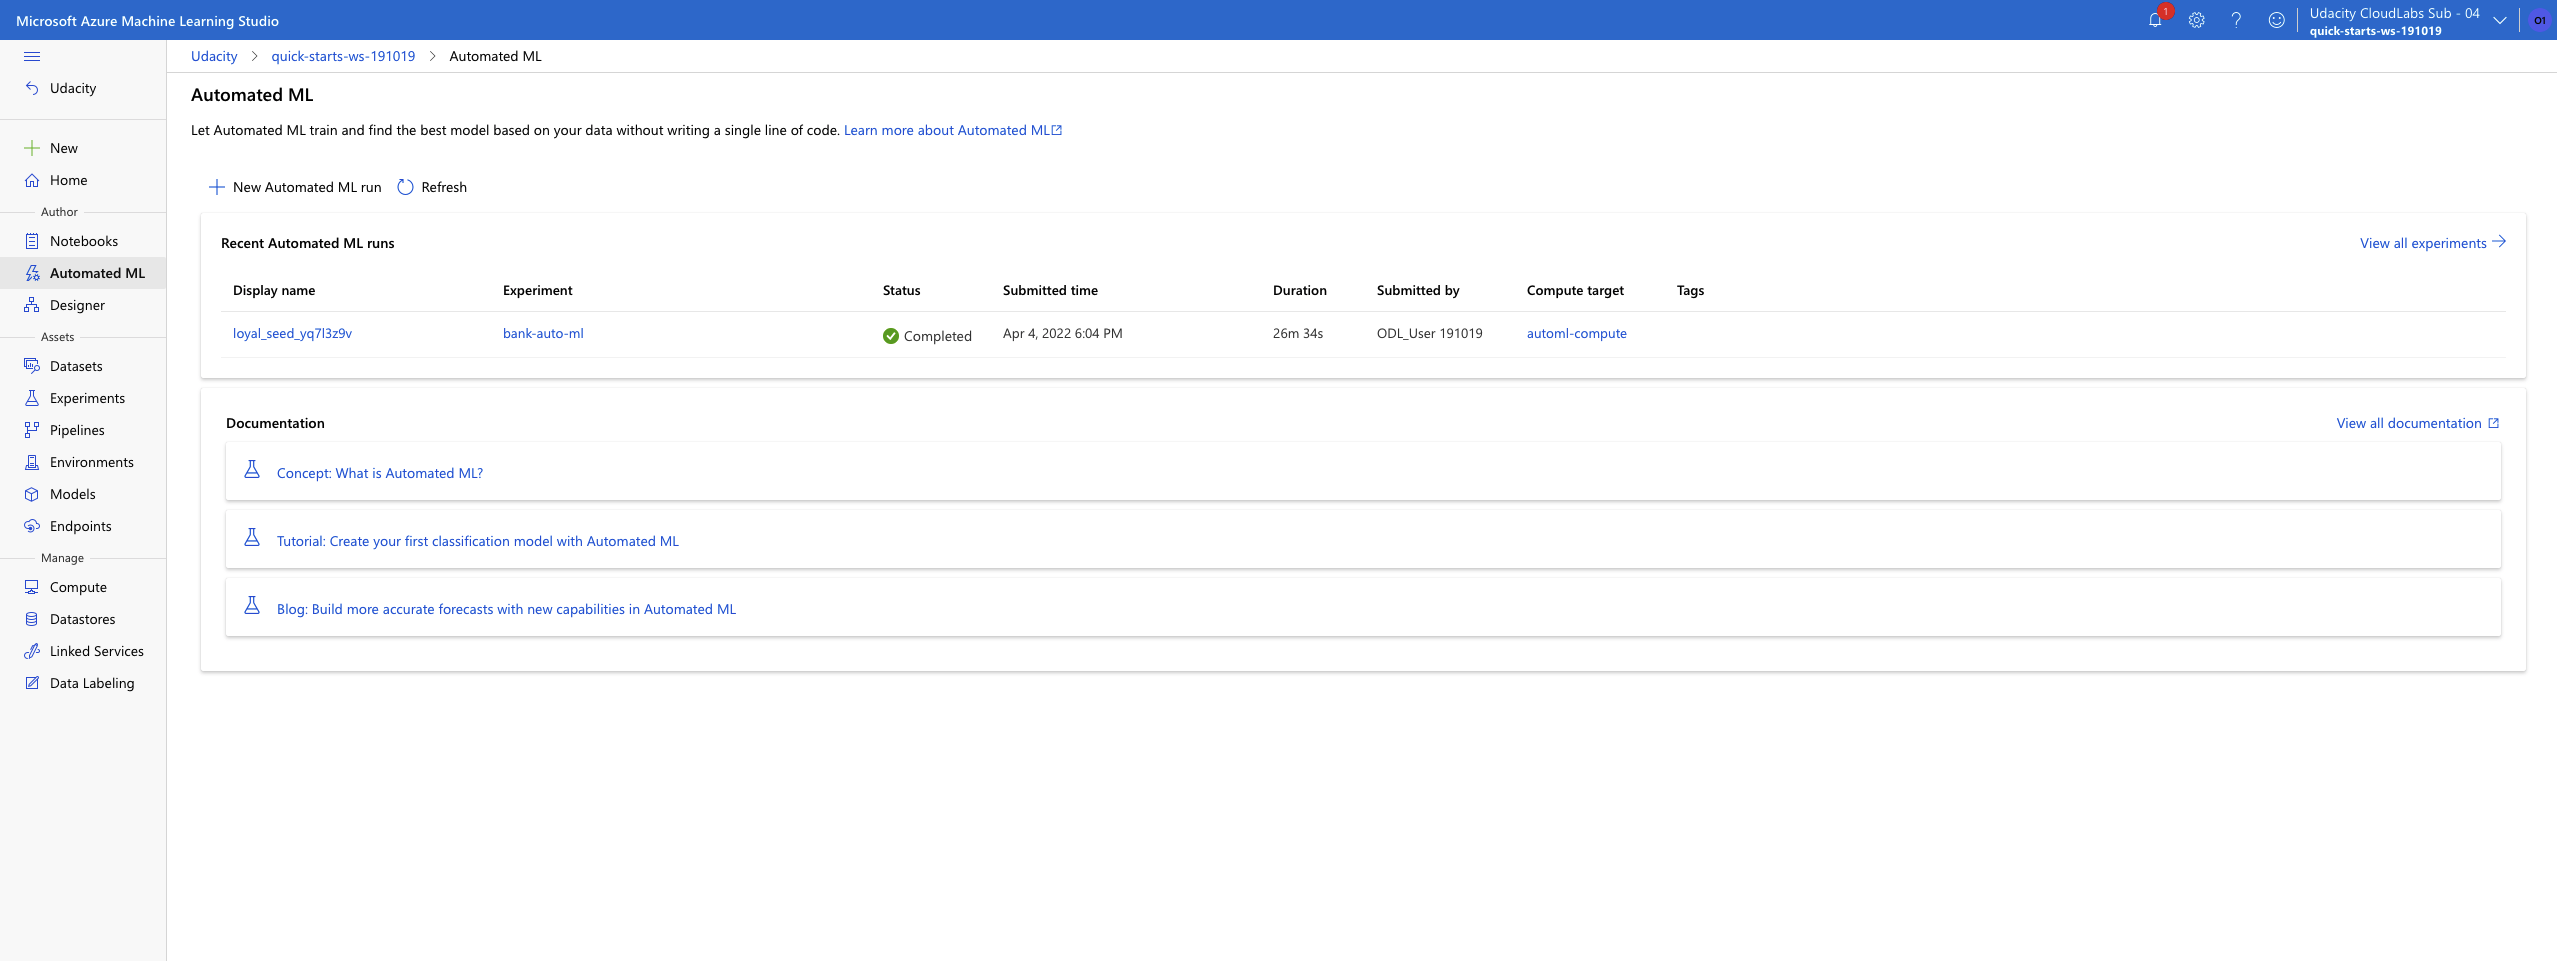 Microsoft Azure Machine Learning Studio
1
Udacity CloudLabs Sub - 04
quick-starts-ws-191019
O1
Udacity
New
Home
Author
Notebooks
Automated ML
Designer
Assets
Datasets
Experiments
Pipelines
Environments
Models
Endpoints
Manage
Compute
Datastores
Linked Services
Data Labeling
Udacity > quick-starts-ws-191019 > Automated ML
Automated ML
Let Automated ML train and find the best model based on your data without writing a single line of code. Learn more about Automated ML
New Automated ML run Refresh
Recent Automated ML runs View all experiments
Display name Experiment Status Submitted time Duration Submitted by Compute target Tags
loyal_seed_yq7l3z9v bank-auto-ml Completed Apr 4, 2022 6:04 PM 26m 34s ODL_User 191019 automl-compute
Documentation View all documentation
Concept: What is Automated ML?
Tutorial: Create your first classification model with Automated ML
Blog: Build more accurate forecasts with new capabilities in Automated ML